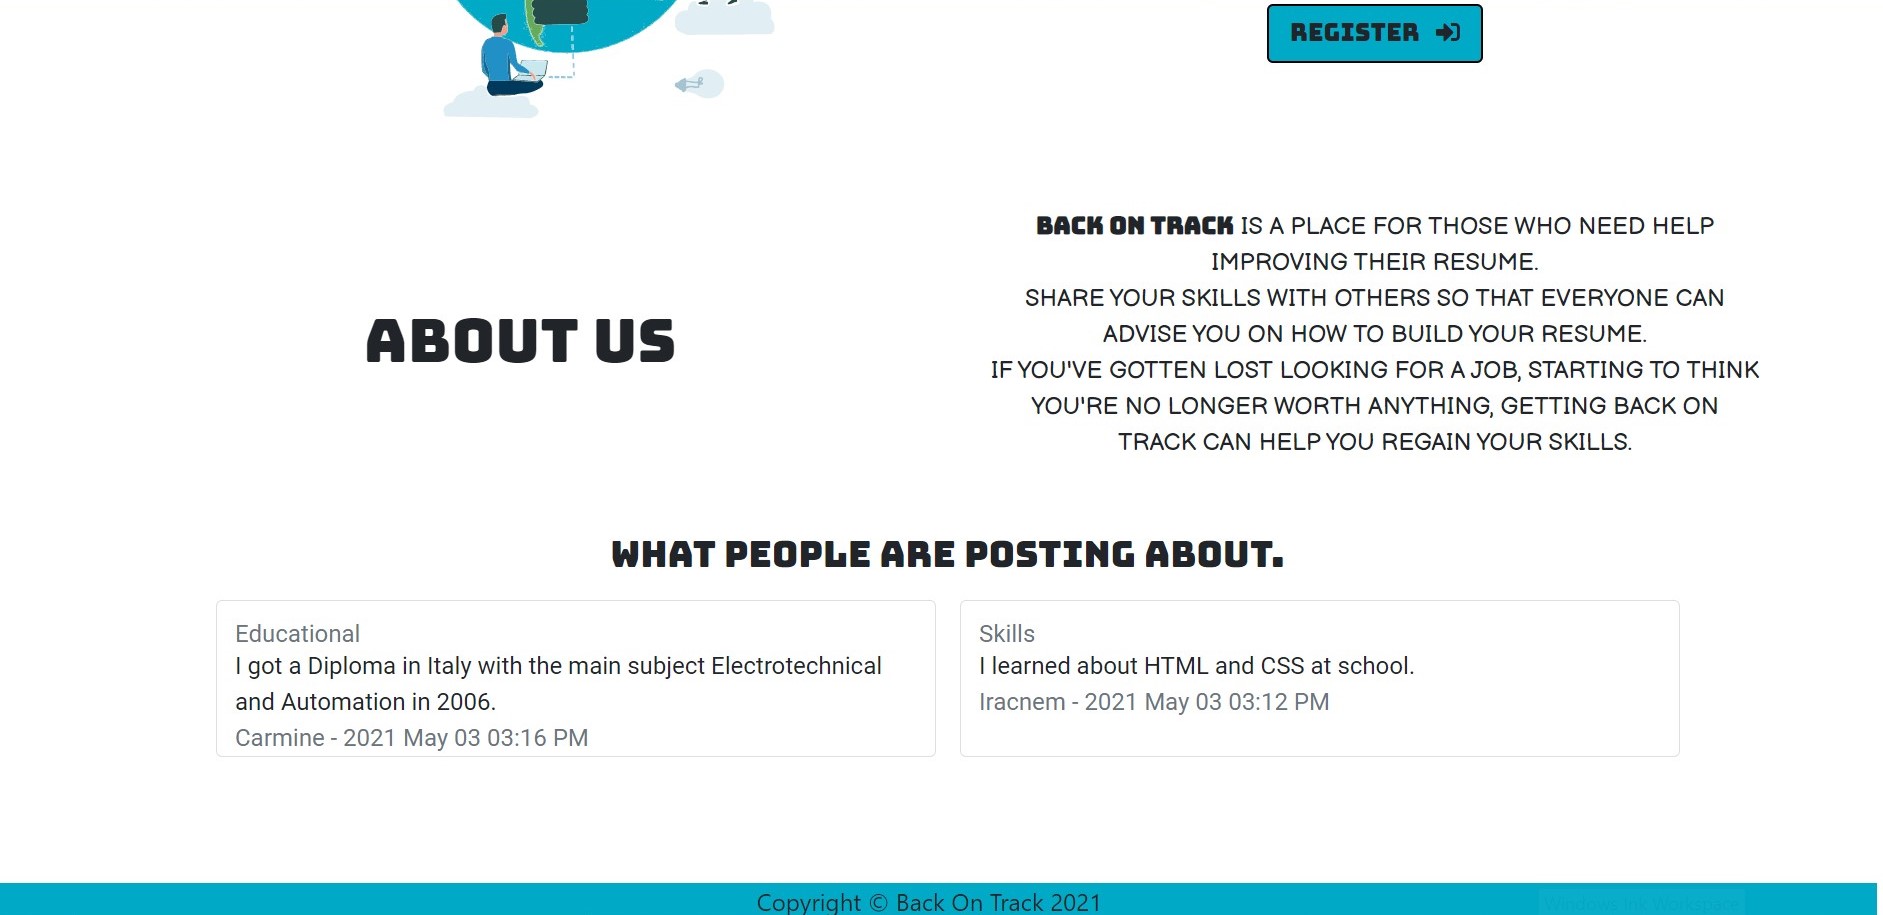 REGISTER
ABOUT US
BACK ON TRACK IS A PLACE FOR THOSE WHO NEED HELP
IMPROVING THEIR RESUME.
SHARE YOUR SKILLS WITH OTHERS SO THAT EVERYONE CAN
ADVISE YOU ON HOW TO BUILD YOUR RESUME.
IF YOU'VE GOTTEN LOST LOOKING FOR A JOB, STARTING TO THINK
YOU'RE NO LONGER WORTH ANYTHING, GETTING BACK ON
TRACK CAN HELP YOU REGAIN YOUR SKILLS.
WHAT PEOPLE ARE POSTING ABOUT.
Educational
I got a Diploma in Italy with the main subject Electrotechnical
and Automation in 2006.
Carmine - 2021 May 03 03:16 PM
Skills
I learned about HTML and CSS at school.
Iracnem - 2021 May 03 03:12 PM
Copyright © Back On Track 2021
Windows Ink Workspace